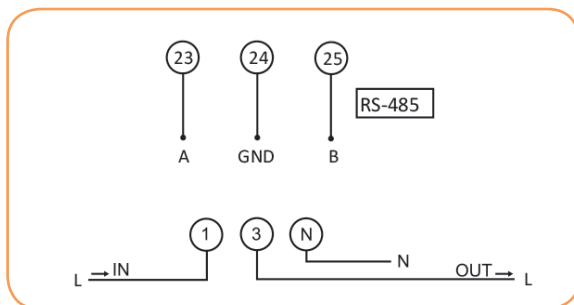 23 24 25
RS-485
A GND B
1 3 N
N
L → IN OUT → L